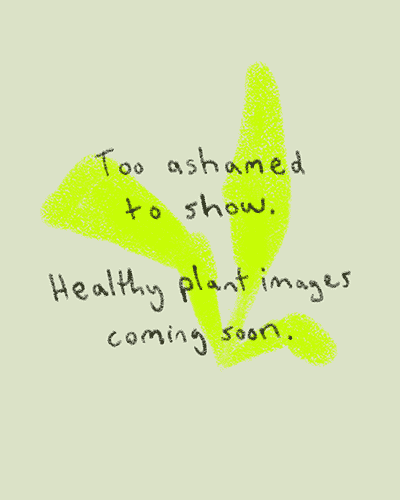 Too ashamed
to show.
Healthy plant images
coming soon.